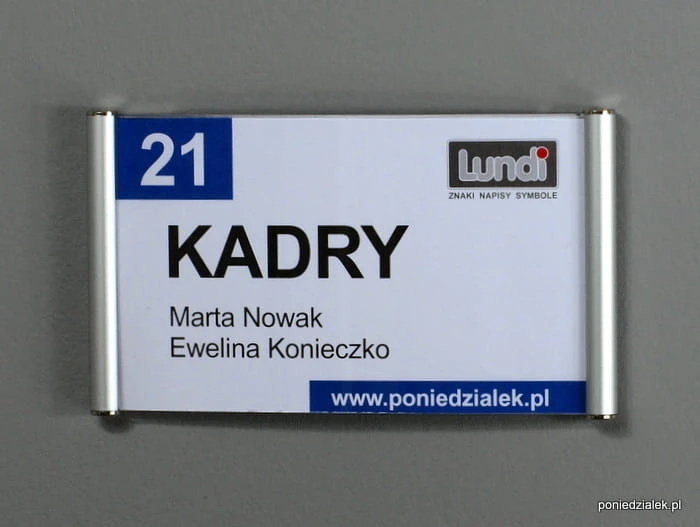 21
Lundi
ZNAKI NAPISY SYMBOLE
KADRY
Marta Nowak
Ewelina Konieczko
www.poniedzialek.pl
poniedzialek.pl